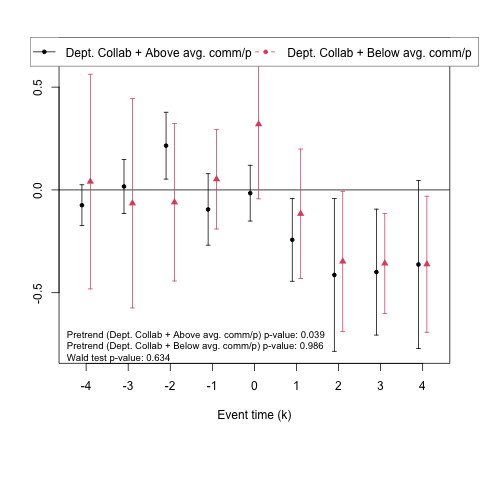 Dept. Collab + Above avg. comm/p Dept. Collab + Below avg. comm/p
0.5
0.0
-0.5
Pretrend (Dept. Collab + Above avg. comm/p) p-value: 0.039
Pretrend (Dept. Collab + Below avg. comm/p) p-value: 0.986
Wald test p-value: 0.634
-4 -3 -2 -1 0 1 2 3 4
Event time (k)